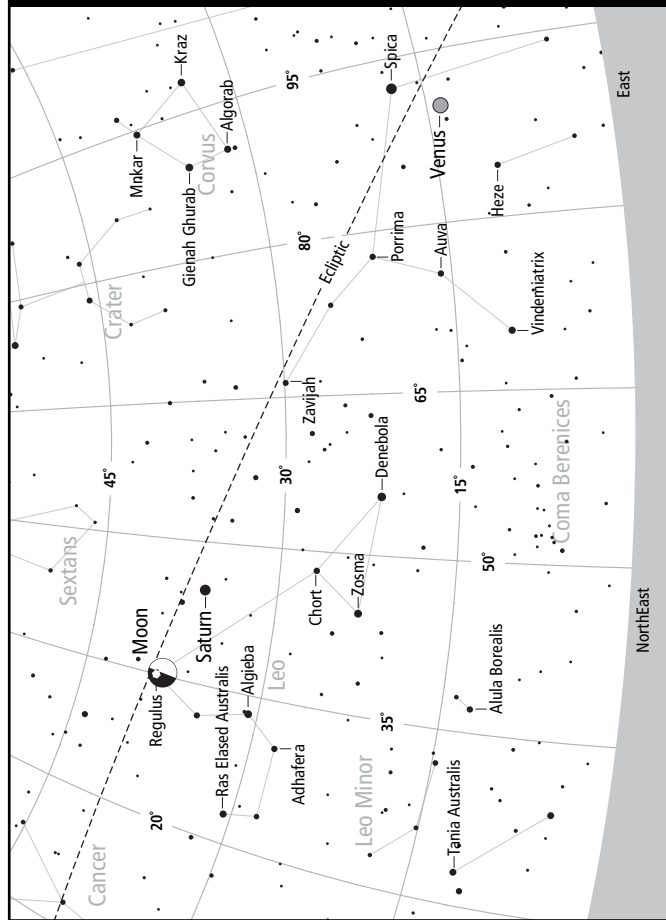 Sextans
Cancer
45°
Crater
Mnkar
Moon
Regulus
20°
Kraz
Gienah Ghurab
Saturn
Corvus
Ras Elased Australis
Algorab
Algieba
Leo
30°
95°
Adhafera
80°
Zavijah
Chort
Ecliptic
Zosma
Leo Minor
Denebola
35°
Spica
Porrima
65°
Venus
Auva
Tania Australis
15°
50°
Alula Borealis
Heze
Vindemiatrix
Coma Berenices
NorthEast
East